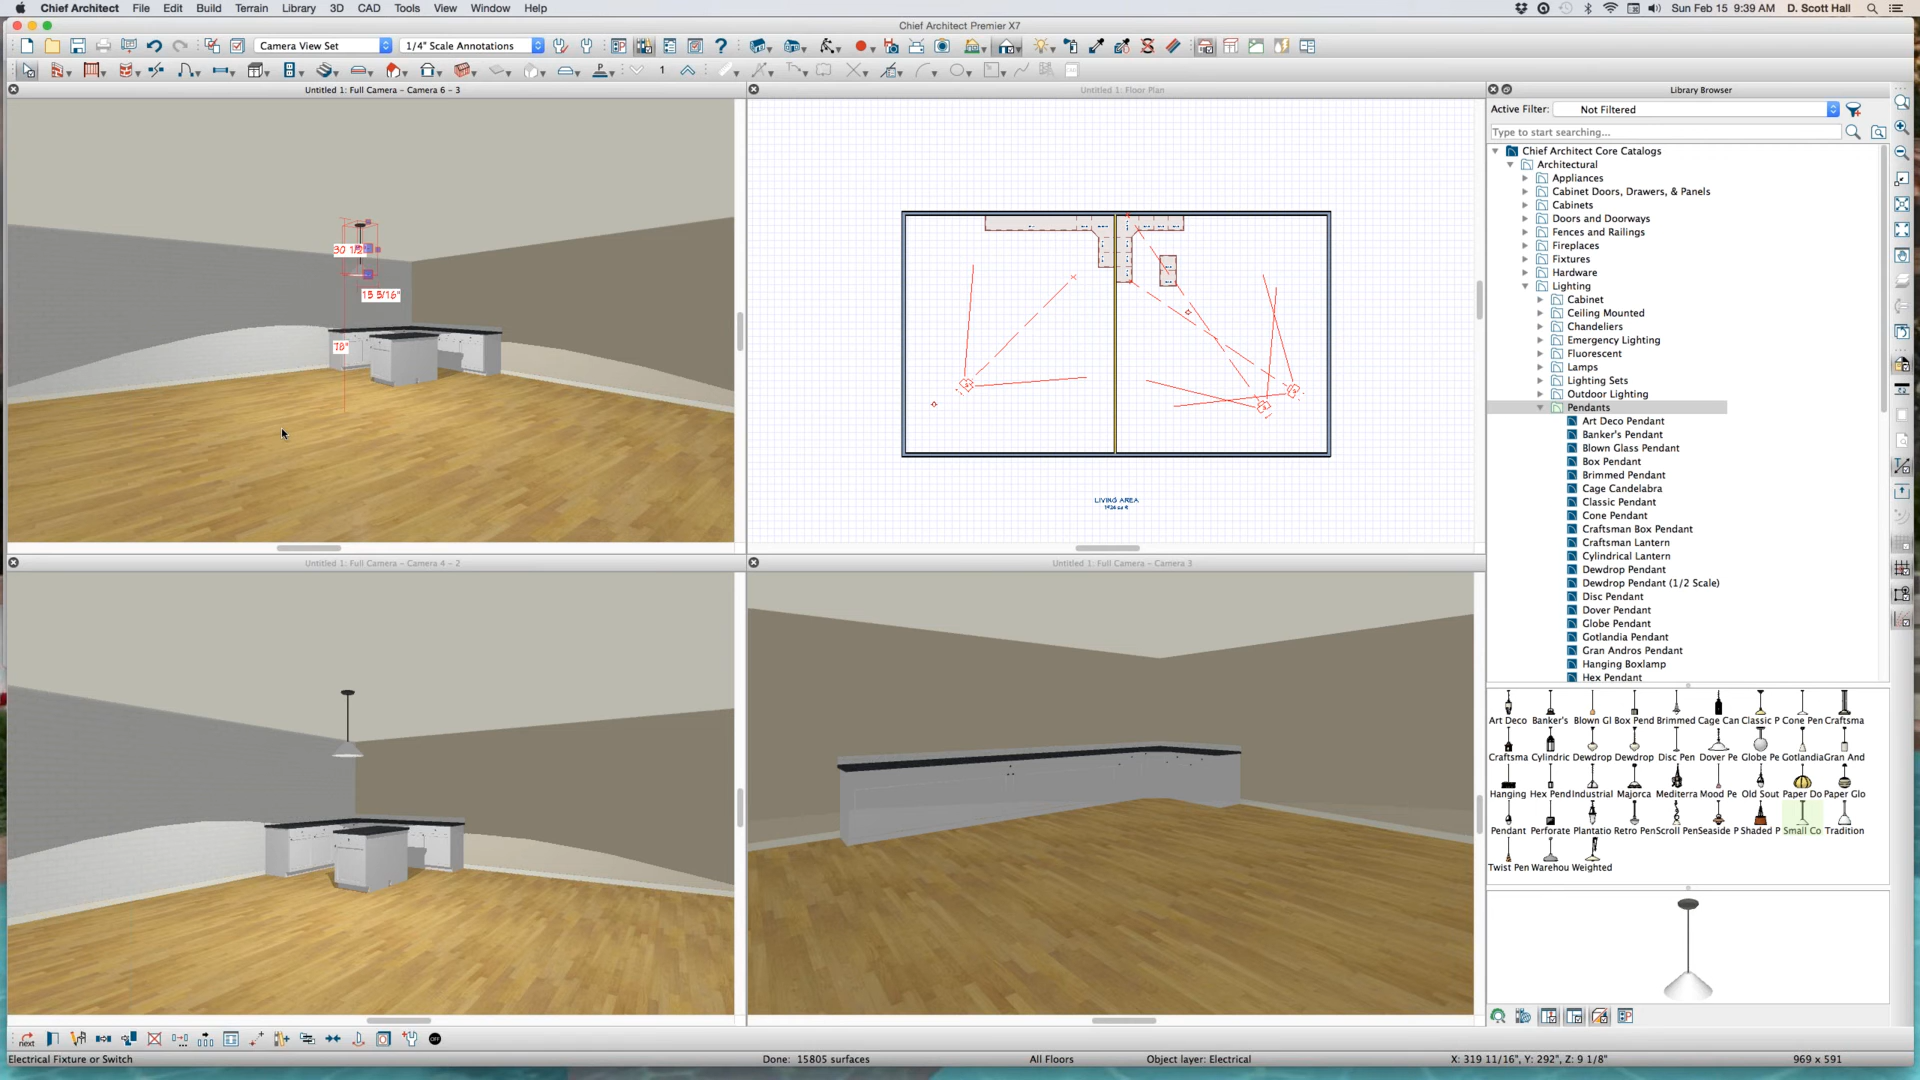 Chief Architect File Edit Build Terrain Library 3D CAD Tools View Window Help
Sun Feb 15 9:39 AM D. Scott Hall
Chief Architect Premier X7
Camera View Set
1/4" Scale Annotations
1
Untitled 1: Full Camera - Camera 6 - 3
Untitled 1: Floor Plan
Library Browser
Active Filter: Not Filtered
Type to start searching...
30 1/2"
15 5/16"
78"
LIVING AREA
Untitled 1: Full Camera - Camera 4 - 2
Untitled 1: Full Camera - Camera 3
Chief Architect Core Catalogs
Architectural
Appliances
Cabinet Doors, Drawers, & Panels
Cabinets
Doors and Doorways
Fences and Railings
Fireplaces
Fixtures
Hardware
Lighting
Cabinet
Ceiling Mounted
Chandeliers
Emergency Lighting
Fluorescent
Lamps
Lighting Sets
Outdoor Lighting
Pendants
Art Deco Pendant
Banker's Pendant
Blown Glass Pendant
Box Pendant
Brimmed Pendant
Cage Candelabra
Classic Pendant
Cone Pendant
Craftsman Box Pendant
Craftsman Lantern
Cylindrical Lantern
Dewdrop Pendant
Dewdrop Pendant (1/2 Scale)
Disc Pendant
Dover Pendant
Globe Pendant
Gotlandia Pendant
Gran Andros Pendant
Hanging Boxlamp
Hex Pendant
Art Deco Banker's Blown Gl Box Pend Brimmed Cage Can Classic P Cone Pen Craftsma
Craftsma Cylindric Dewdrop Dewdrop Disc Pen Dover Pe Globe Pe Gotlandia Gran And
Hanging Hex Pend Industrial Majorca Mediterra Mood Pe Old Sout Paper Do Paper Glo
Pendant Perforate Plantatio Retro Pen Scroll Pen Seaside P Shaded P Small Co Tradition
Twist Pen Warehou Weighted
next
OFF
Electrical Fixture or Switch
Done: 15805 surfaces
All Floors
Object layer: Electrical
X: 319 11/16", Y: 292", Z: 9 1/8"
969 x 591